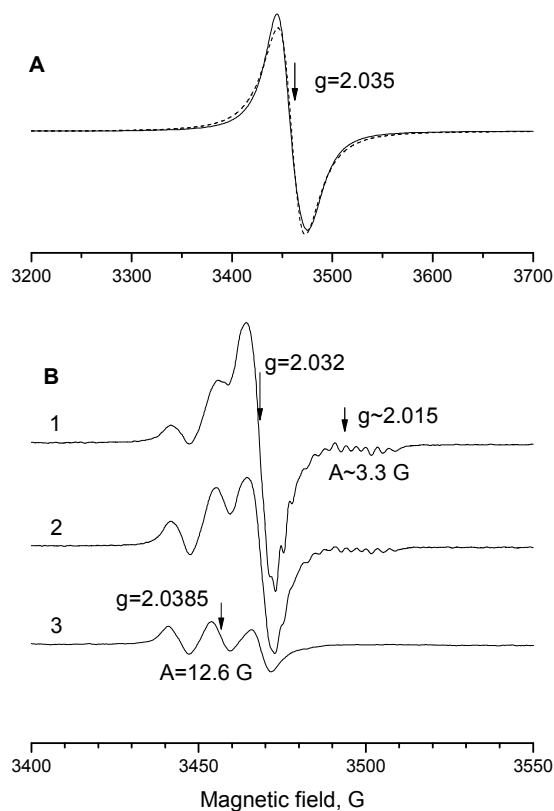 A
g=2.035
3200 3300 3400 3500 3600 3700
B
g=2.032
1
g~2.015
A~3.3 G
2
g=2.0385
3
A=12.6 G
3400 3450 3500 3550
Magnetic field, G